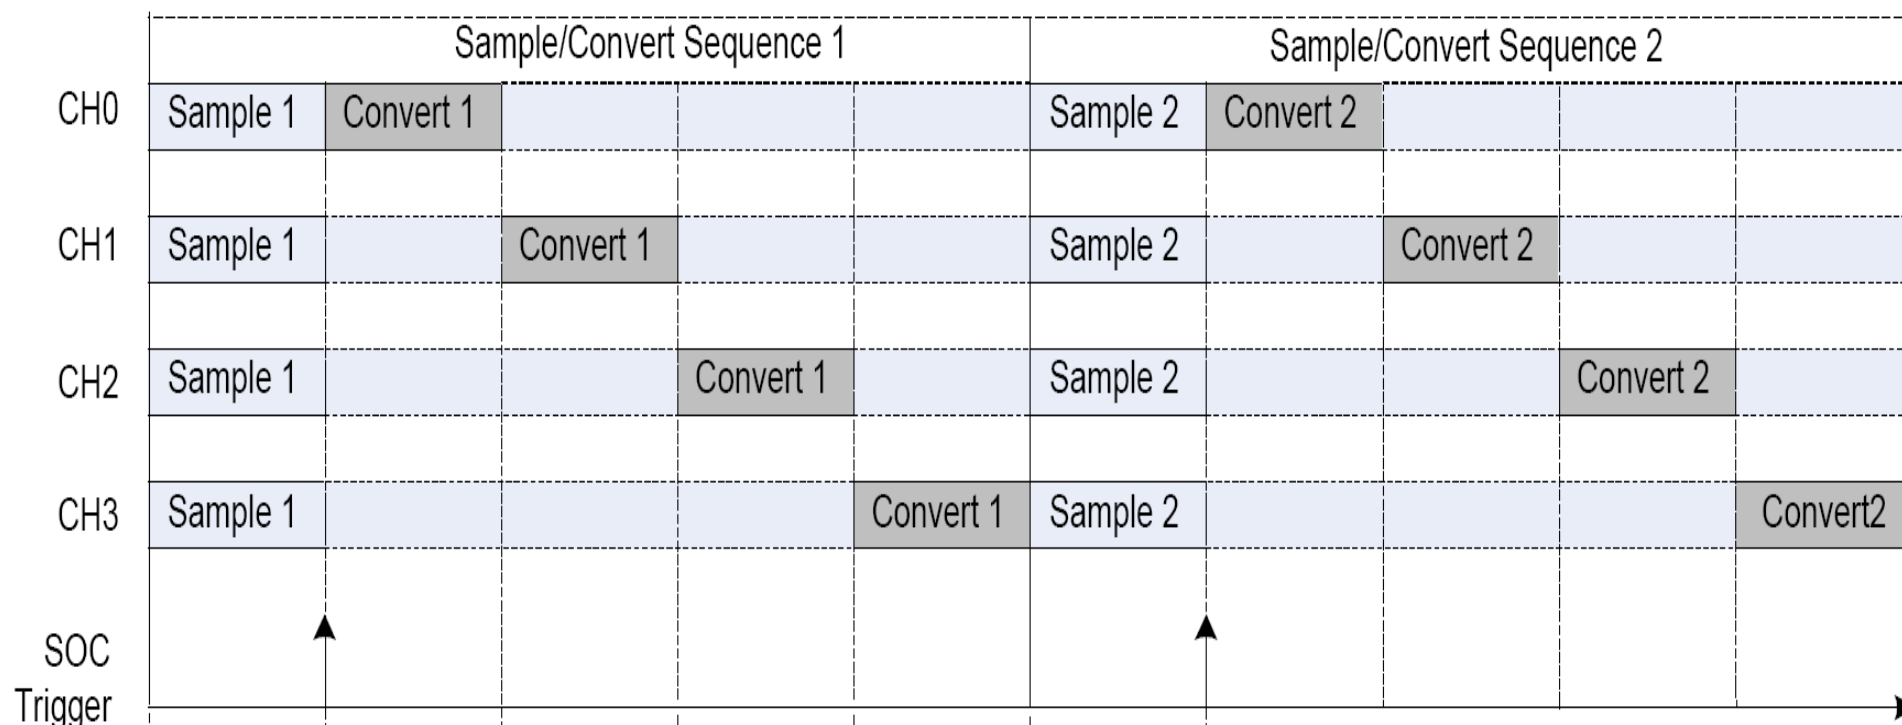 Sample/Convert Sequence 1 Sample/Convert Sequence 2
CH0 Sample 1 Convert 1 Sample 2 Convert 2
CH1 Sample 1 Convert 1 Sample 2 Convert 2
CH2 Sample 1 Convert 1 Sample 2 Convert 2
CH3 Sample 1 Convert 1 Sample 2 Convert2
SOC
Trigger